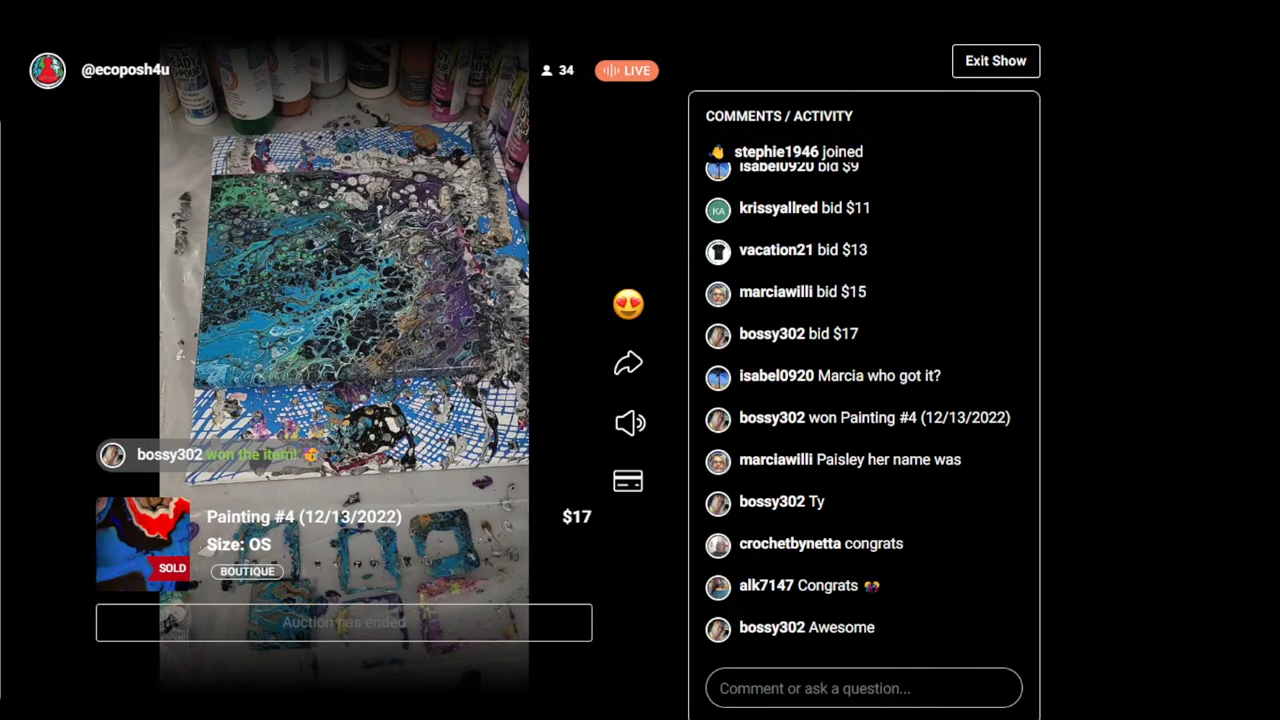 @ecoposh4u
34
LIVE
Exit Show
COMMENTS / ACTIVITY
stephie1946 joined
isabel0920 bid $9
KA
krissyallred bid $11
vacation21 bid $13
marciawilli bid $15
bossy302 bid $17
isabel0920 Marcia who got it?
bossy302 won Painting #4 (12/13/2022)
marciawilli Paisley her name was
bossy302 Ty
crochetbynetta congrats
alk7147 Congrats
bossy302 Awesome
Comment or ask a question...
bossy302 won the item!
Painting #4 (12/13/2022)
$17
Size: OS
SOLD
BOUTIQUE
Auction has ended